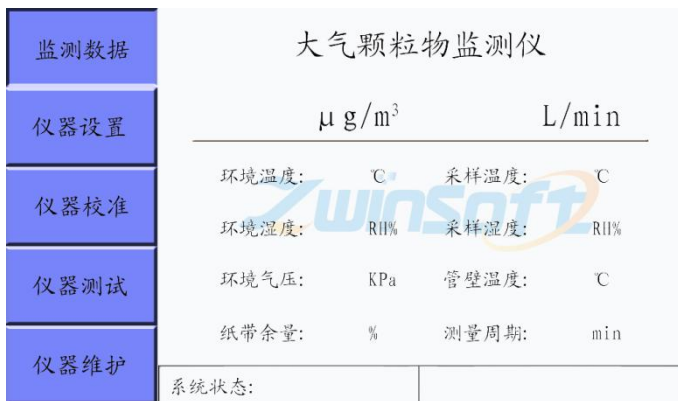 监测数据
仪器设置
仪器校准
仪器测试
仪器维护
大气颗粒物监测仪
μg/m³ L/min
环境温度: ℃ 采样温度: ℃
环境湿度: RH% 采样湿度: RH%
环境气压: KPa 管壁温度: ℃
纸带余量: % 测量周期: min
系统状态:
ZwinSoft